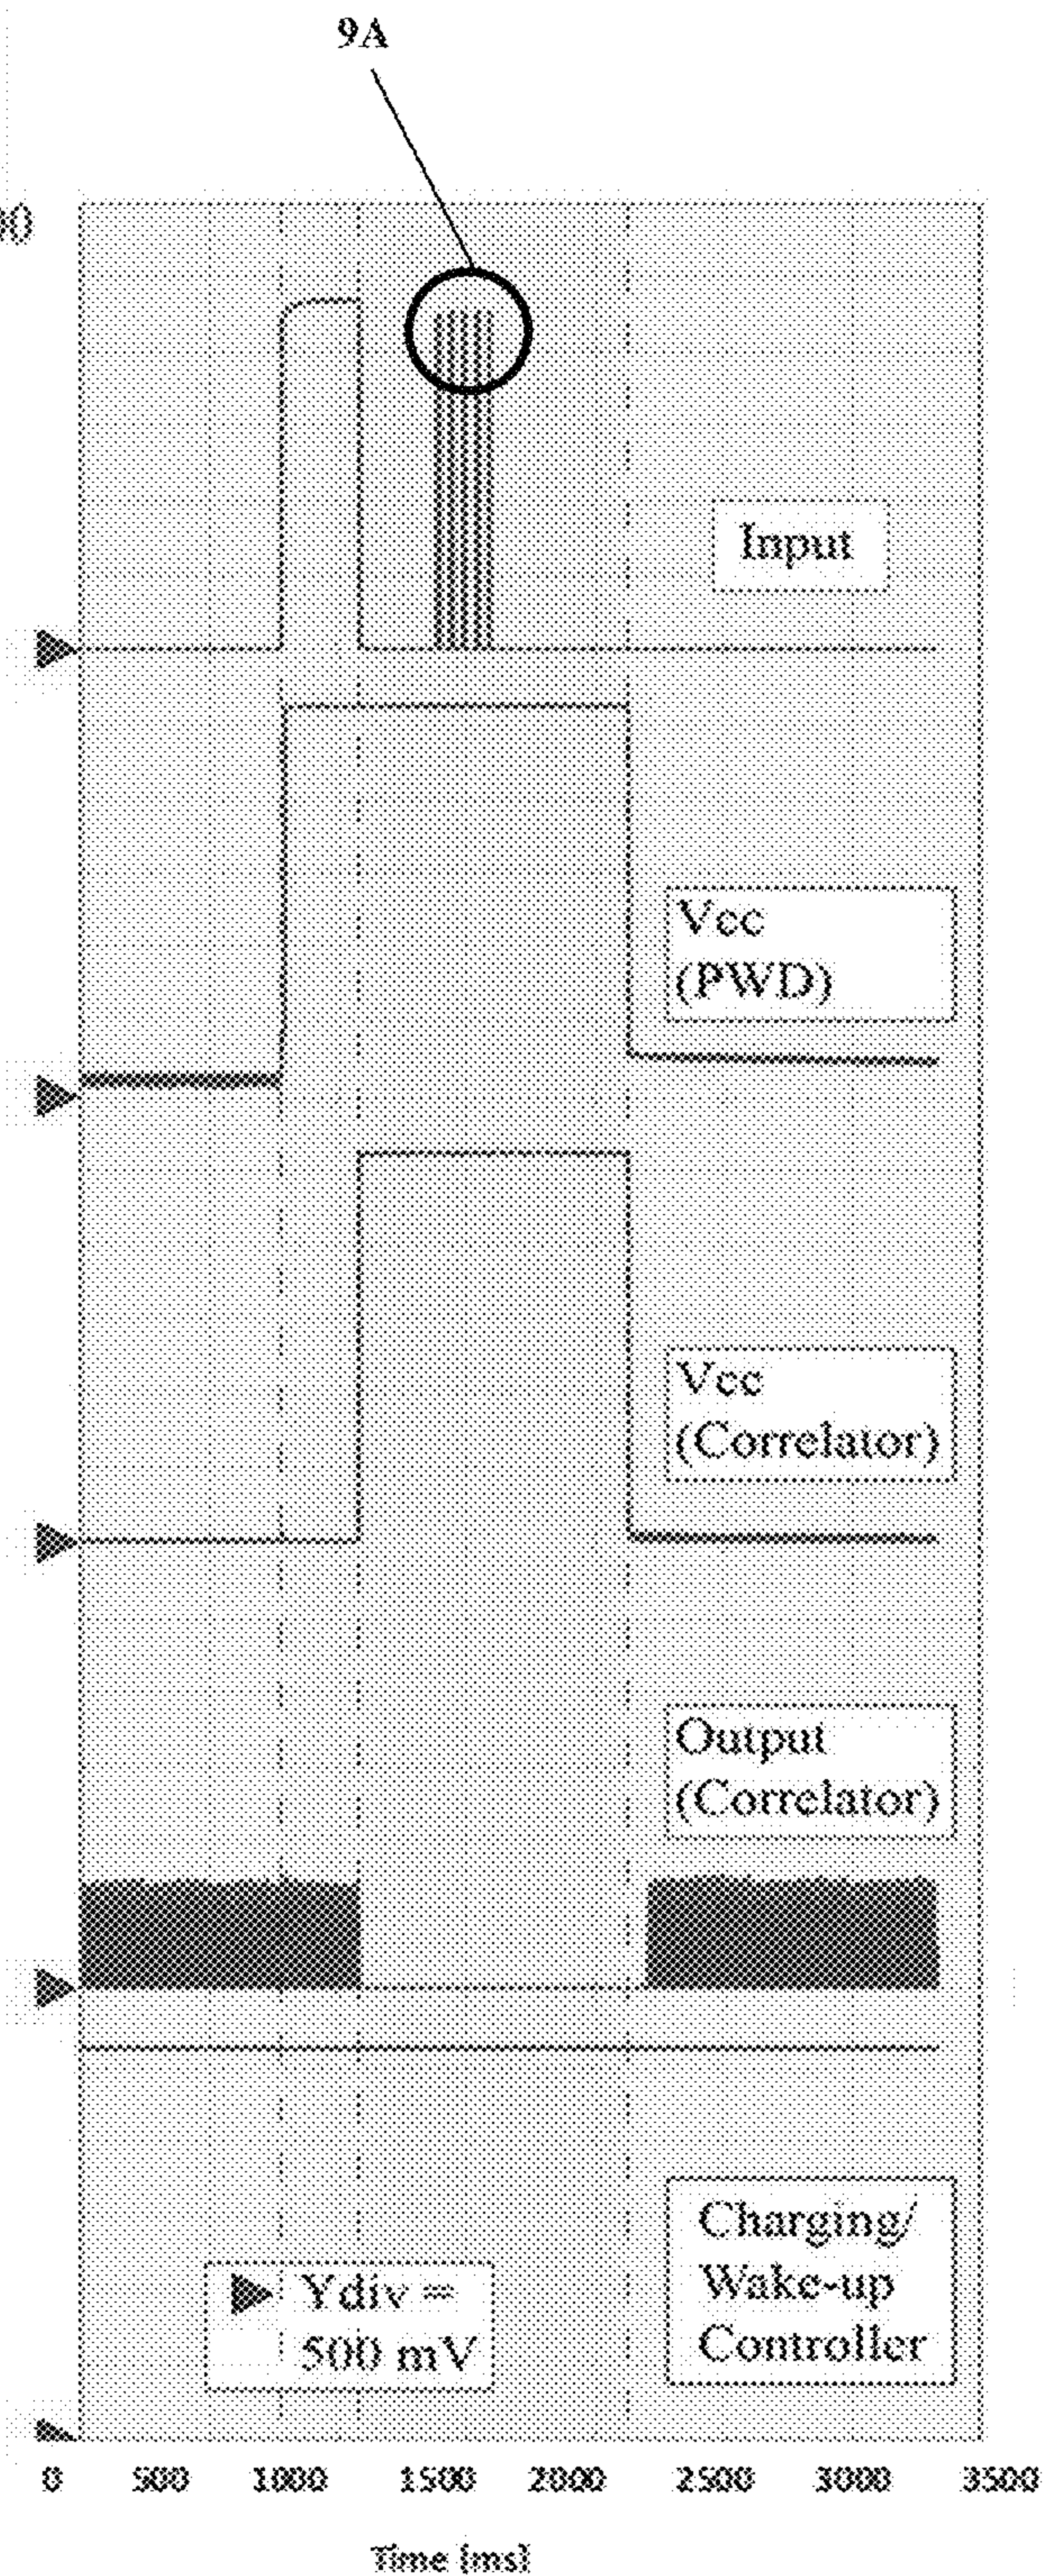 9A
Input
Vcc
(PWD)
Vcc
(Correlator)
Output
(Correlator)
Charging/
Wake-up
Controller
Ydiv =
500 mV
0 500 1000 1500 2000 2500 3000 3500
Time [ms]